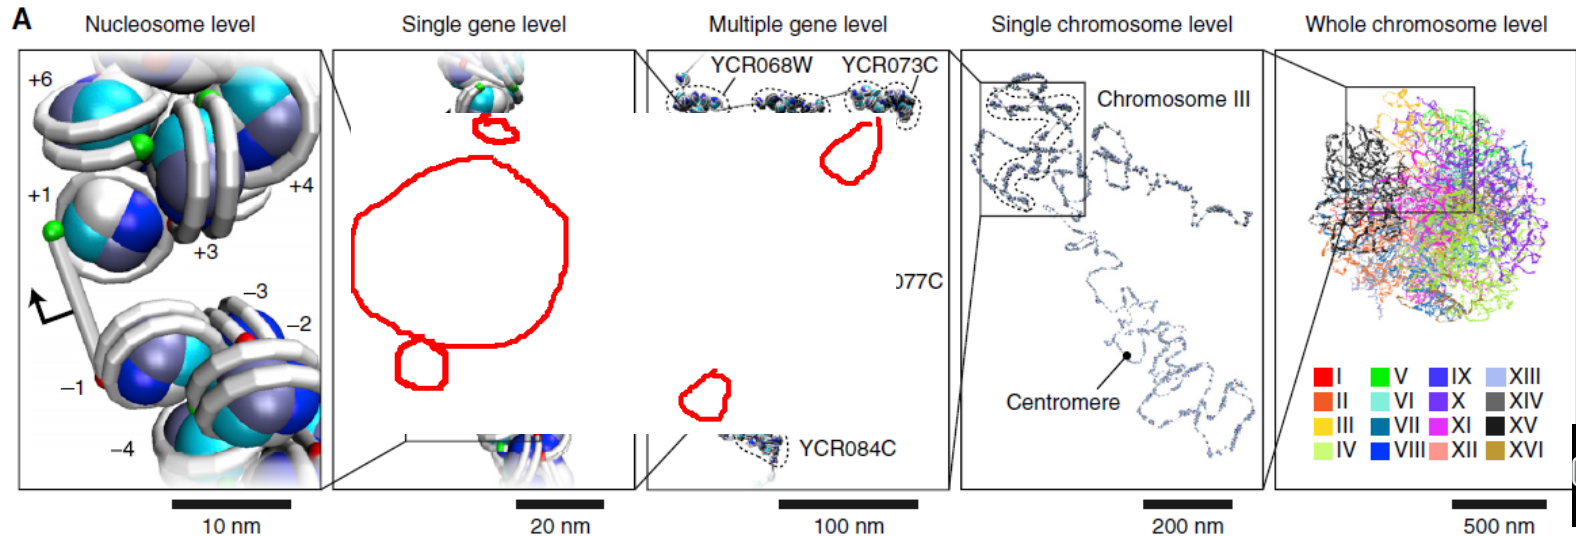 A
Nucleosome level
Single gene level
Multiple gene level
Single chromosome level
Whole chromosome level
+6
+4
+1
+3
–3
–2
–1
–4
10 nm
20 nm
YCR068W
YCR073C
077C
YCR084C
100 nm
Chromosome III
Centromere
200 nm
I
V
IX
XIII
II
VI
X
XIV
III
VII
XI
XV
IV
VIII
XII
XVI
500 nm